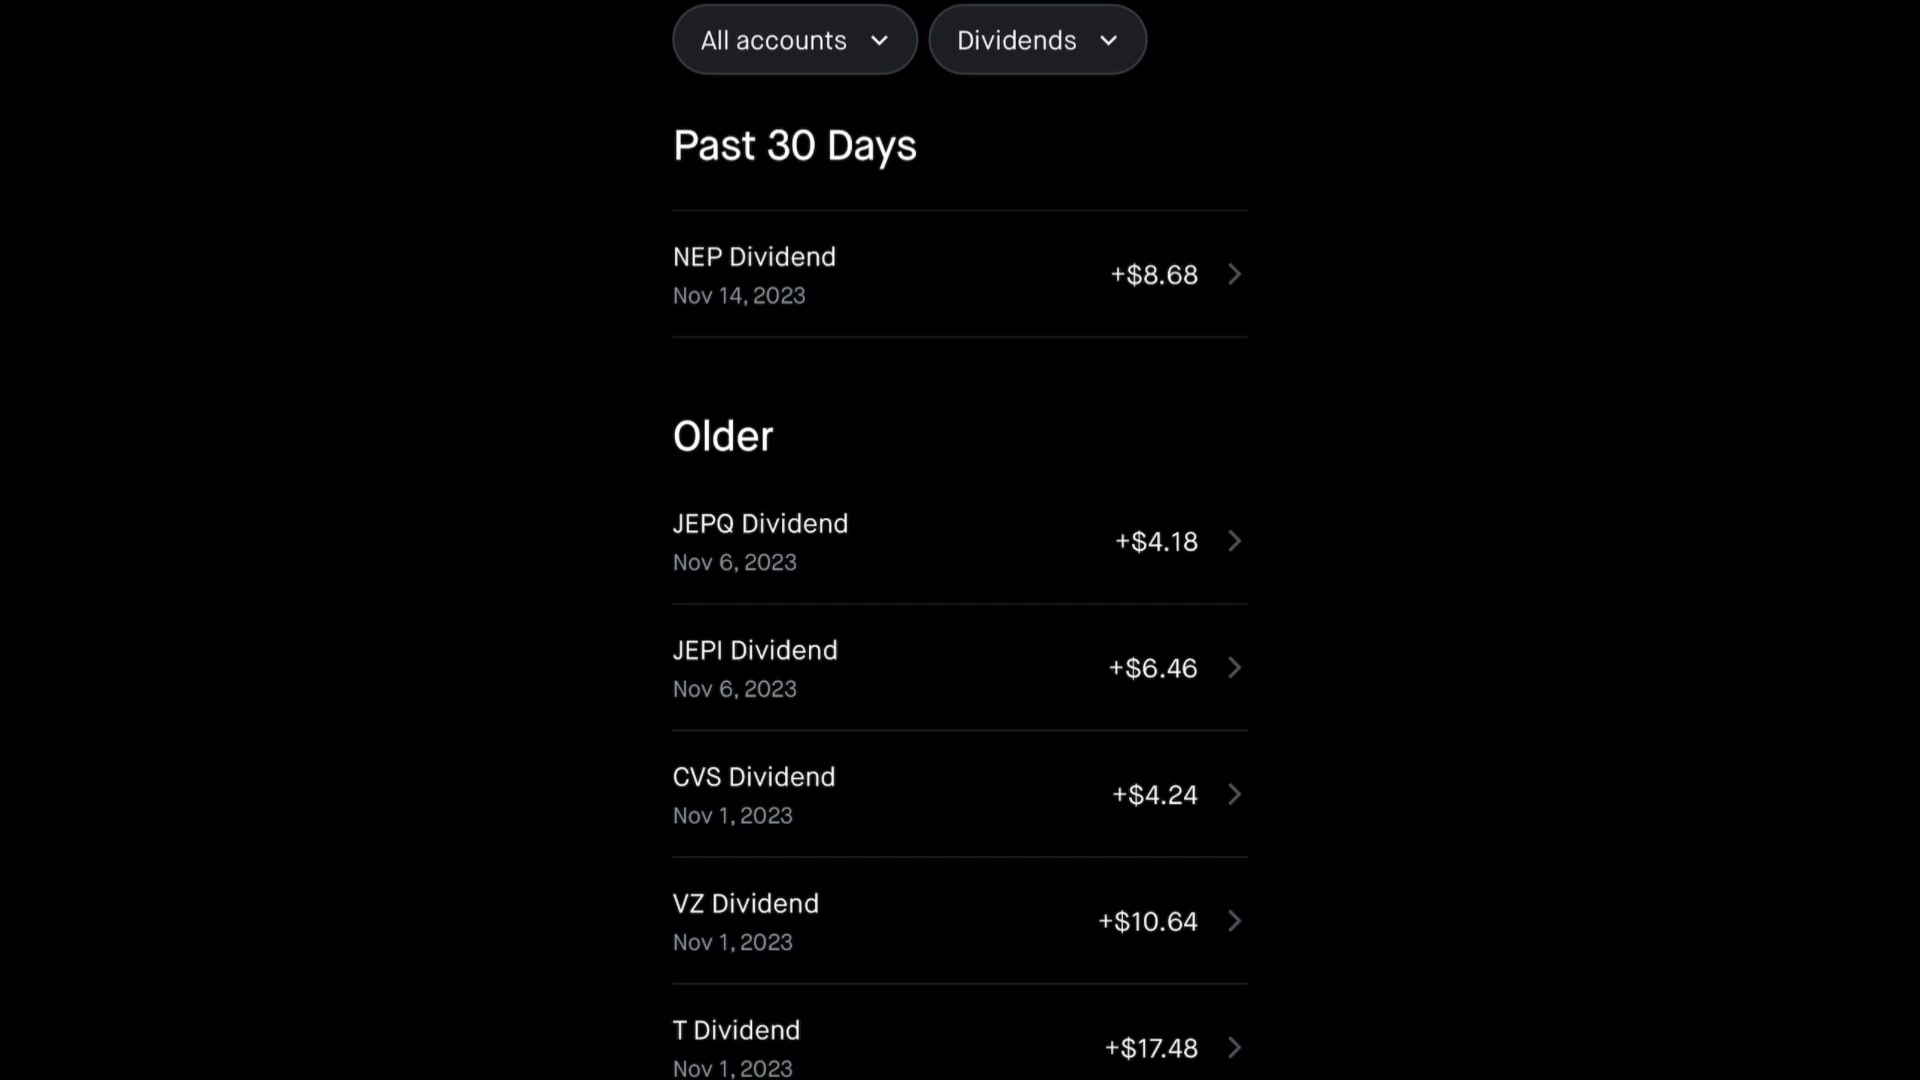 All accounts
Dividends
Past 30 Days
NEP Dividend
+$8.68
Nov 14, 2023
Older
JEPQ Dividend
+$4.18
Nov 6, 2023
JEPI Dividend
+$6.46
Nov 6, 2023
CVS Dividend
+$4.24
Nov 1, 2023
VZ Dividend
+$10.64
Nov 1, 2023
T Dividend
+$17.48
Nov 1, 2023